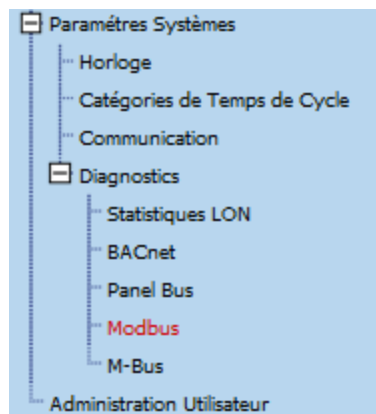 Paramétres Systèmes
Horloge
Catégories de Temps de Cycle
Communication
Diagnostics
Statistiques LON
BACnet
Panel Bus
Modbus
M-Bus
Administration Utilisateur